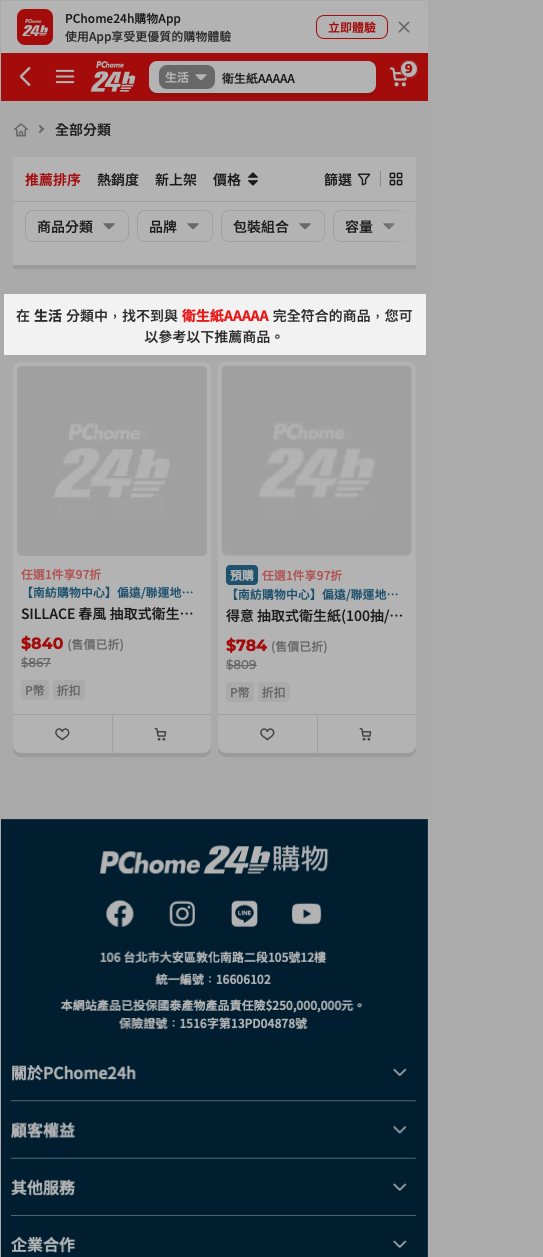 PChome24h購物App
使用App享受更優質的購物體驗
立即體驗
PChome 24h
生活
衛生紙AAAAA
9
全部分類
推薦排序 熱銷度 新上架 價格 篩選
商品分類 品牌 包裝組合 容量
在 生活 分類中，找不到與 衛生紙AAAAA 完全符合的商品，您可
以參考以下推薦商品。
PChome 24h
任選1件享97折
【南紡購物中心】偏遠/聯運地…
SILLACE 春風 抽取式衛生…
$840 (售價已折)
$867
P幣 折扣
PChome 24h
預購 任選1件享97折
【南紡購物中心】偏遠/聯運地…
得意 抽取式衛生紙(100抽/…
$784 (售價已折)
$809
P幣 折扣
PChome 24h購物
LINE
106 台北市大安區敦化南路二段105號12樓
統一編號：16606102
本網站產品已投保國泰產物產品責任險$250,000,000元。
保險證號：1516字第13PD04878號
關於PChome24h
顧客權益
其他服務
企業合作